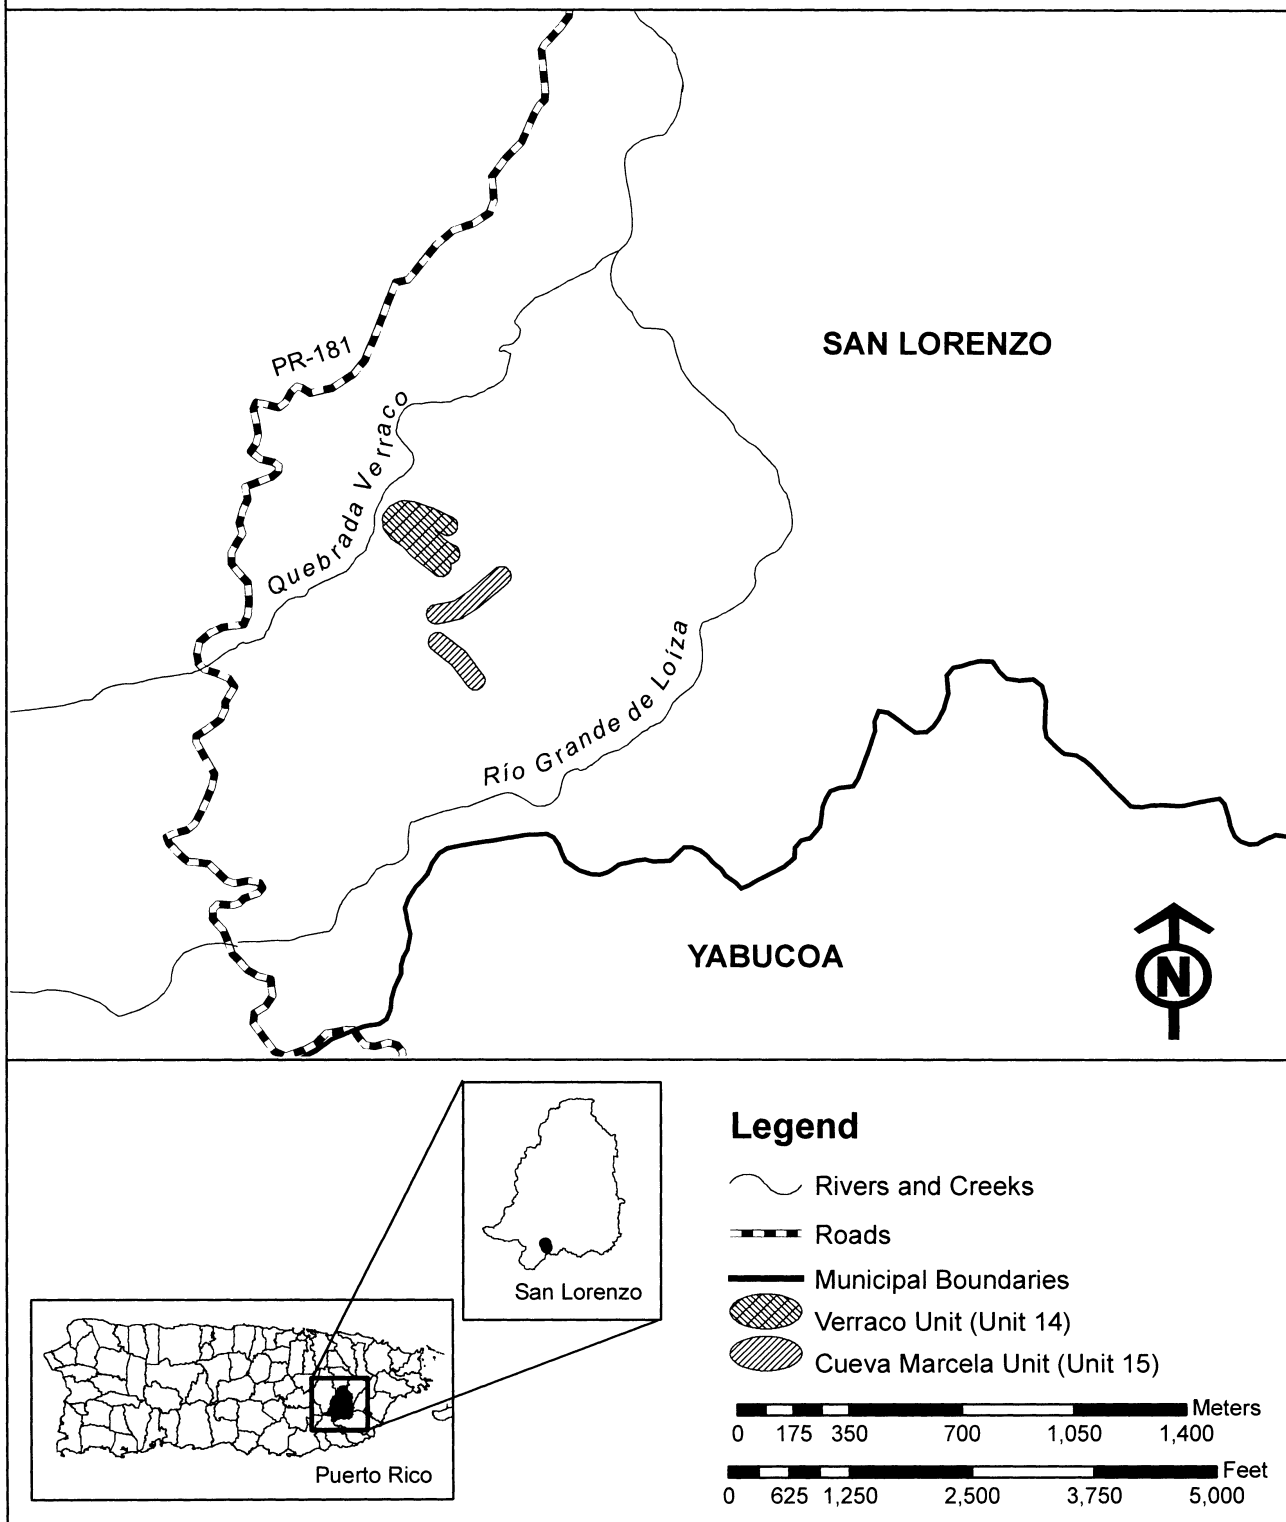 SAN LORENZO
PR-181
Quebrada Verraco
Río Grande de Loíza
YABUCOA
N
San Lorenzo
Puerto Rico
Legend
Rivers and Creeks
Roads
Municipal Boundaries
Verraco Unit (Unit 14)
Cueva Marcela Unit (Unit 15)
Meters
0 175 350 700 1,050 1,400
Feet
0 625 1,250 2,500 3,750 5,000